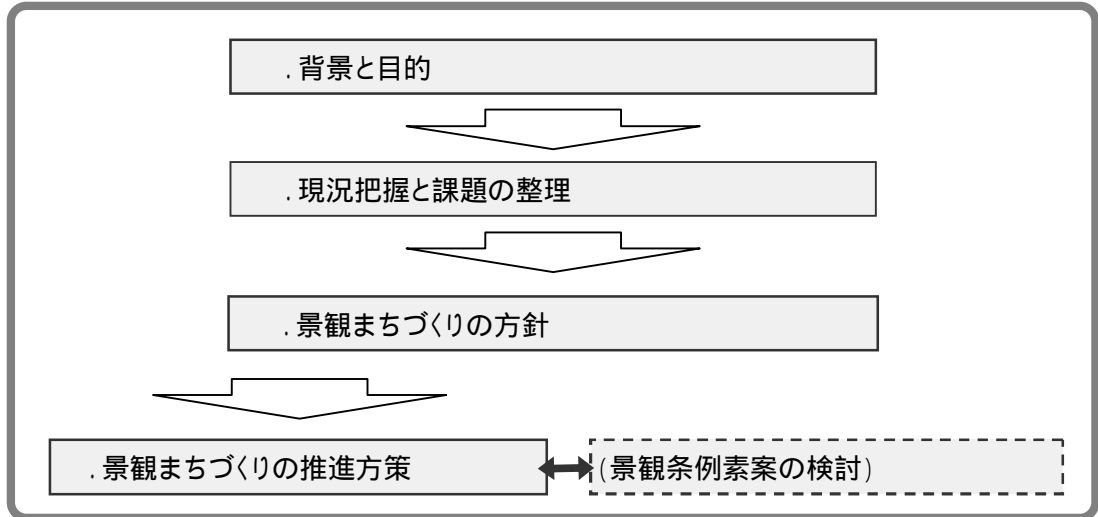 .背景と目的
.現況把握と課題の整理
.景観まちづくりの方針
.景観まちづくりの推進方策
(景観条例素案の検討)